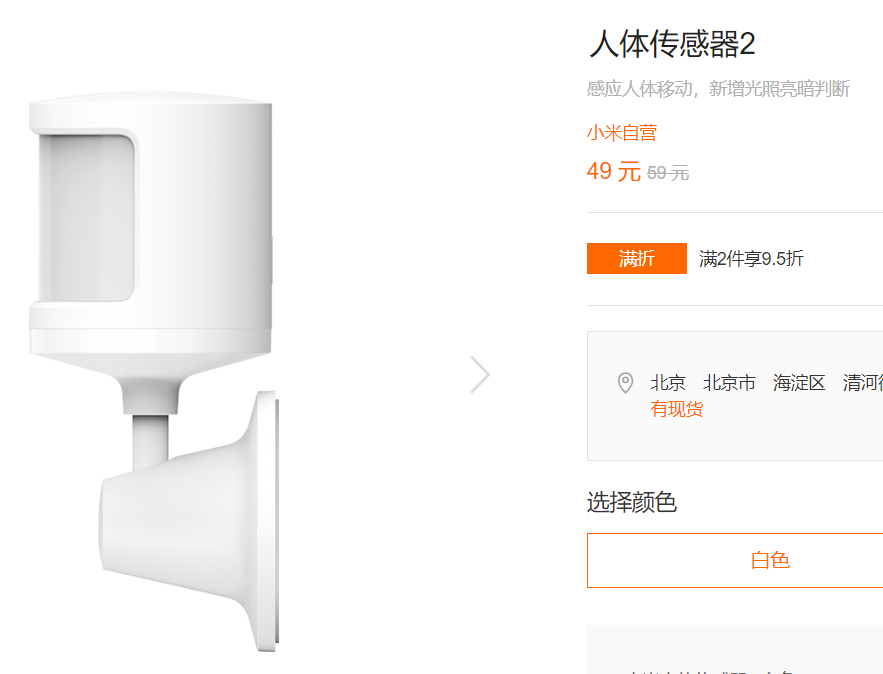 人体传感器2
感应人体移动，新增光照亮暗判断
小米自营
49 元 59 元
满折 满2件享9.5折
北京 北京市 海淀区 清河
有现货
选择颜色
白色